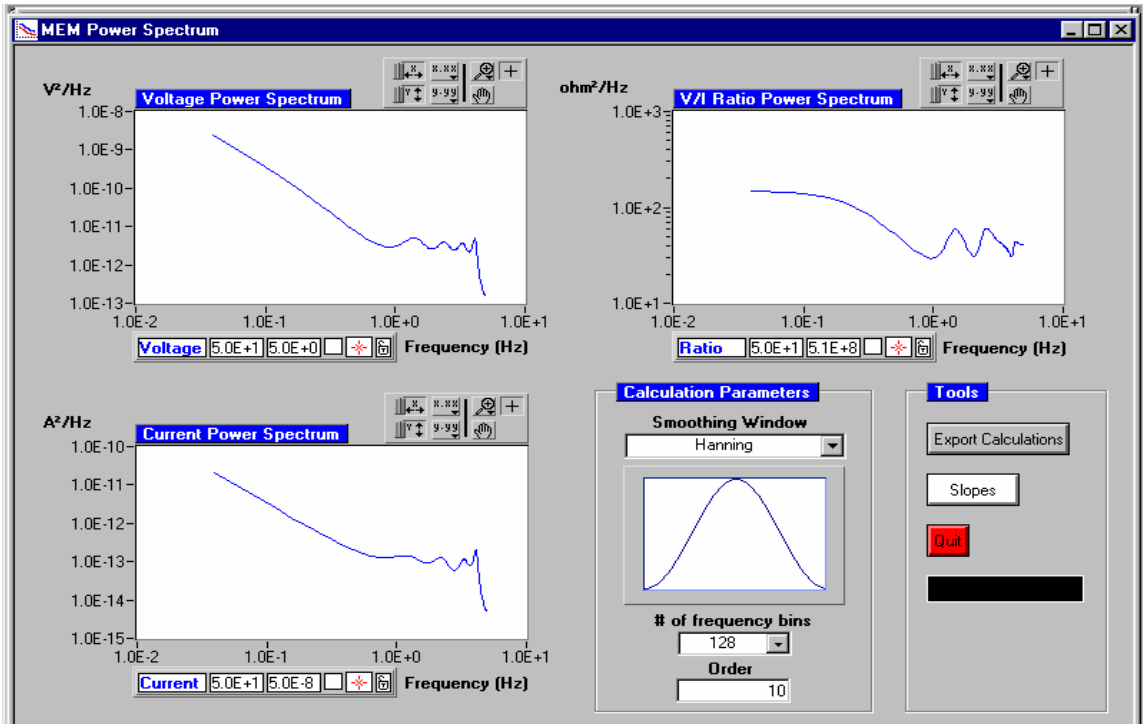 MEM Power Spectrum
V²/Hz
Voltage Power Spectrum
1.0E-8
1.0E-9
1.0E-10
1.0E-11
1.0E-12
1.0E-13
1.0E-2 1.0E-1 1.0E+0 1.0E+1
Voltage 5.0E+1 5.0E+0 Frequency (Hz)
ohm²/Hz
V/I Ratio Power Spectrum
1.0E+3
1.0E+2
1.0E+1
1.0E-2 1.0E-1 1.0E+0 1.0E+1
Ratio 5.0E+1 5.1E+8 Frequency (Hz)
A²/Hz
Current Power Spectrum
1.0E-10
1.0E-11
1.0E-12
1.0E-13
1.0E-14
1.0E-15
1.0E-2 1.0E-1 1.0E+0 1.0E+1
Current 5.0E+1 5.0E-8 Frequency (Hz)
Calculation Parameters
Smoothing Window
Hanning
# of frequency bins
128
Order
10
Tools
Export Calculations
Slopes
Quit